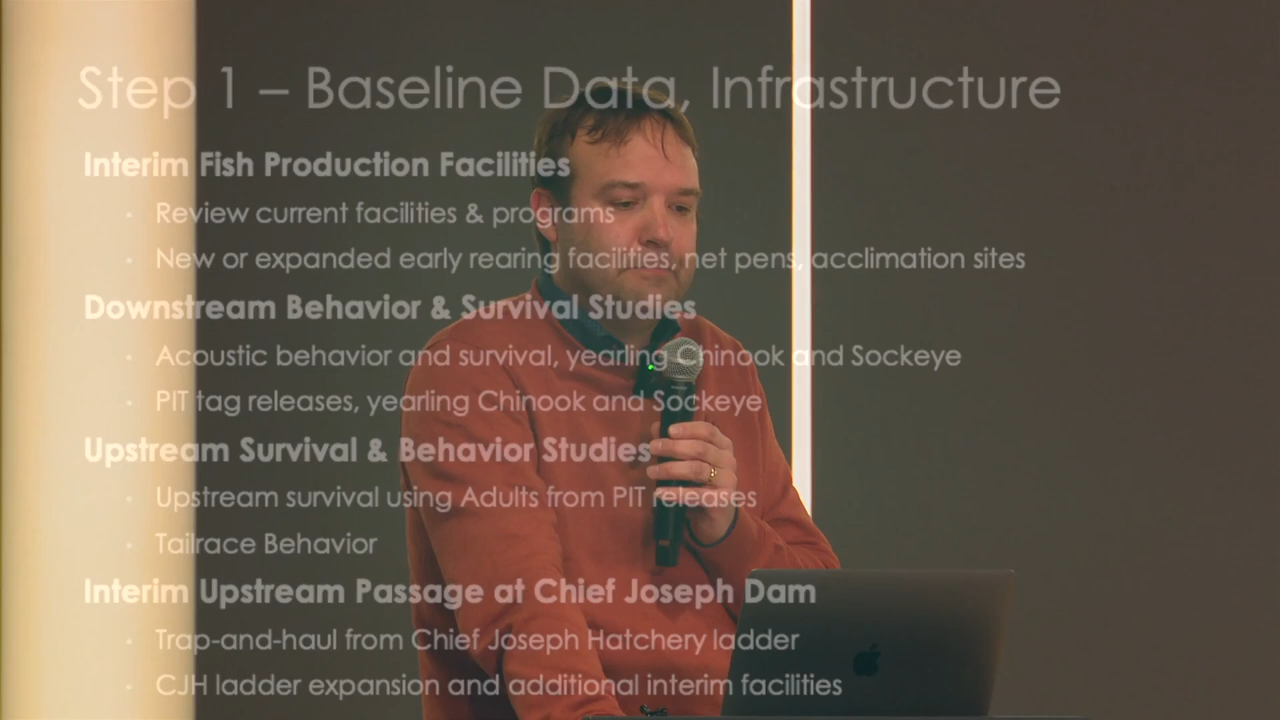 Step 1 – Baseline Data, Infrastructure
Interim Fish Production Facilities
• Review current facilities & programs
• New or expanded early rearing facilities, net pens, acclimation sites
Downstream Behavior & Survival Studies
• Acoustic behavior and survival, yearling Chinook and Sockeye
• PIT tag releases, yearling Chinook and Sockeye
Upstream Survival & Behavior Studies
• Upstream survival using Adults from PIT releases
• Tailrace Behavior
Interim Upstream Passage at Chief Joseph Dam
• Trap-and-haul from Chief Joseph Hatchery ladder
• CJH ladder expansion and additional interim facilities